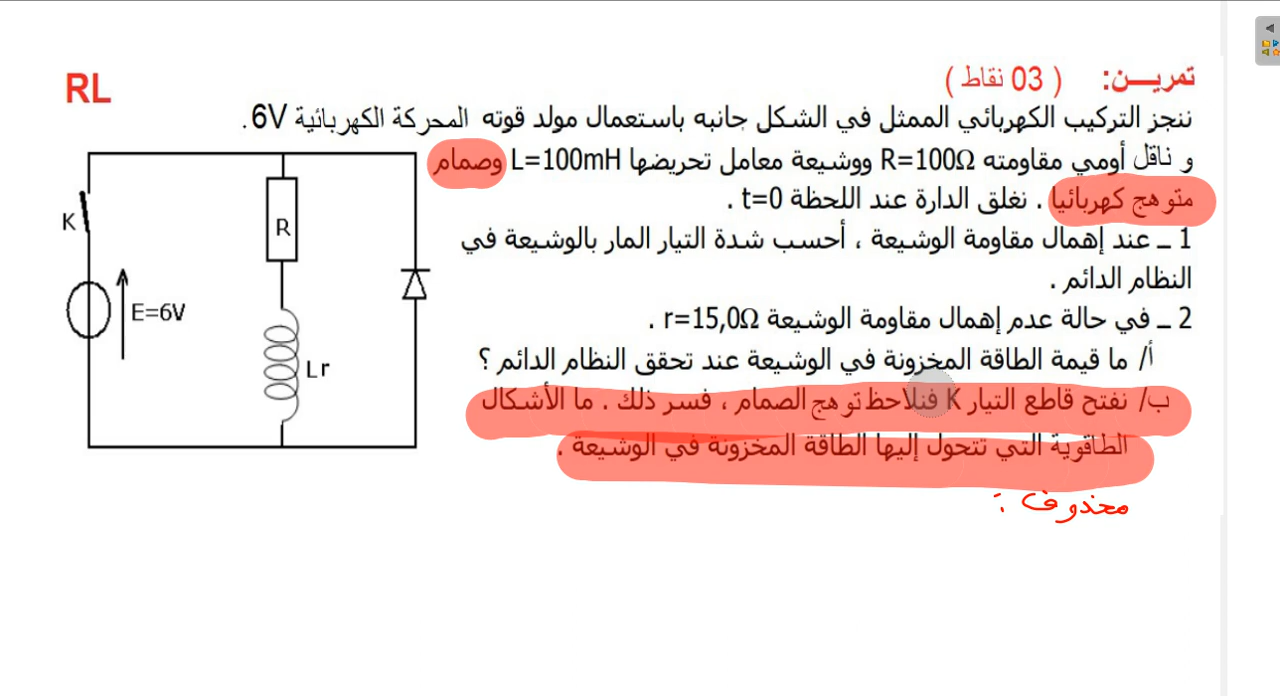 RL
تمريــن: ( 03 نقاط )
ننجز التركيب الكهربائي الممثل في الشكل جانبه باستعمال مولد قوته المحركة الكهربائية 6V.
و ناقل أومي مقاومته R=100Ω ووشيعة معامل تحريضها L=100mH وصمام
متوهج كهربائيا . نغلق الدارة عند اللحظة t=0 .
1 ـ عند إهمال مقاومة الوشيعة ، أحسب شدة التيار المار بالوشيعة في
النظام الدائم .
2 ـ في حالة عدم إهمال مقاومة الوشيعة r=15,0Ω .
أ/ ما قيمة الطاقة المخزونة في الوشيعة عند تحقق النظام الدائم ؟
ب/ نفتح قاطع التيار K فنلاحظ توهج الصمام ، فسر ذلك . ما الأشكال
الطاقوية التي تتحول إليها الطاقة المخزونة في الوشيعة .
محذوف :
K
R
E=6V
Lr